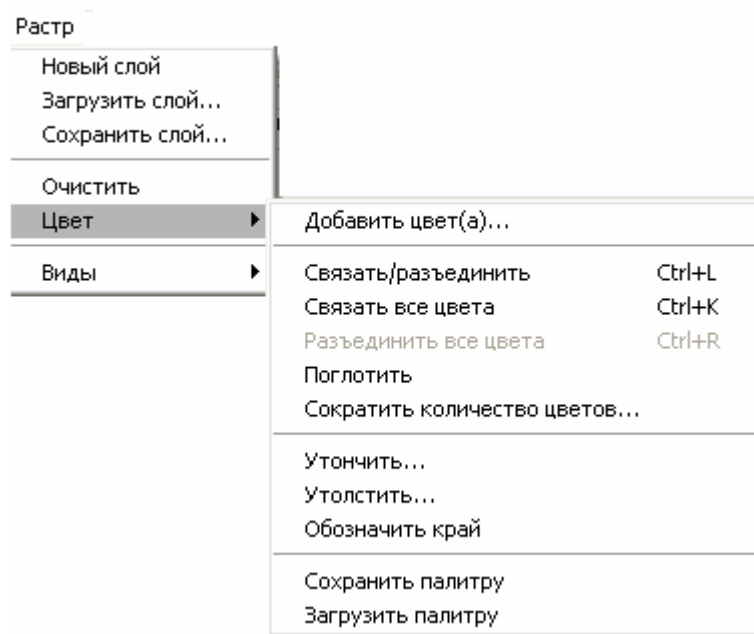 Растр
Новый слой
Загрузить слой...
Сохранить слой...
Очистить
Цвет
Виды
Добавить цвет(а)...
Связать/разъединить Ctrl+L
Связать все цвета Ctrl+K
Разъединить все цвета Ctrl+R
Поглотить
Сократить количество цветов...
Утончить...
Утолстить...
Обозначить край
Сохранить палитру
Загрузить палитру